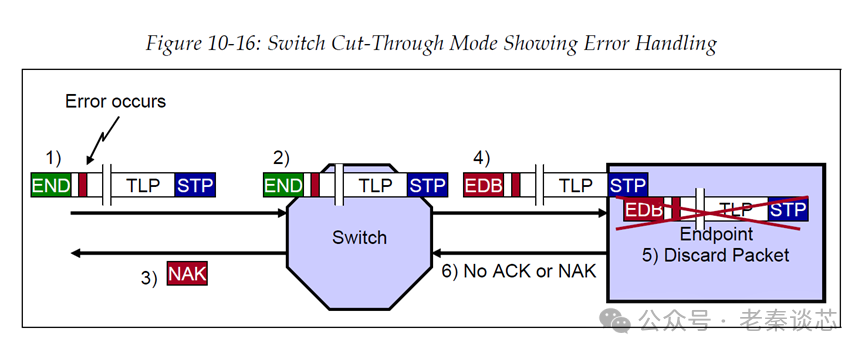 Figure 10-16: Switch Cut-Through Mode Showing Error Handling
Error occurs
1)
END TLP STP
2)
END TLP STP
4)
EDB TLP STP
EDB TLP STP
Switch
Endpoint
5) Discard Packet
3) NAK
6) No ACK or NAK
公众号 · 老秦谈芯